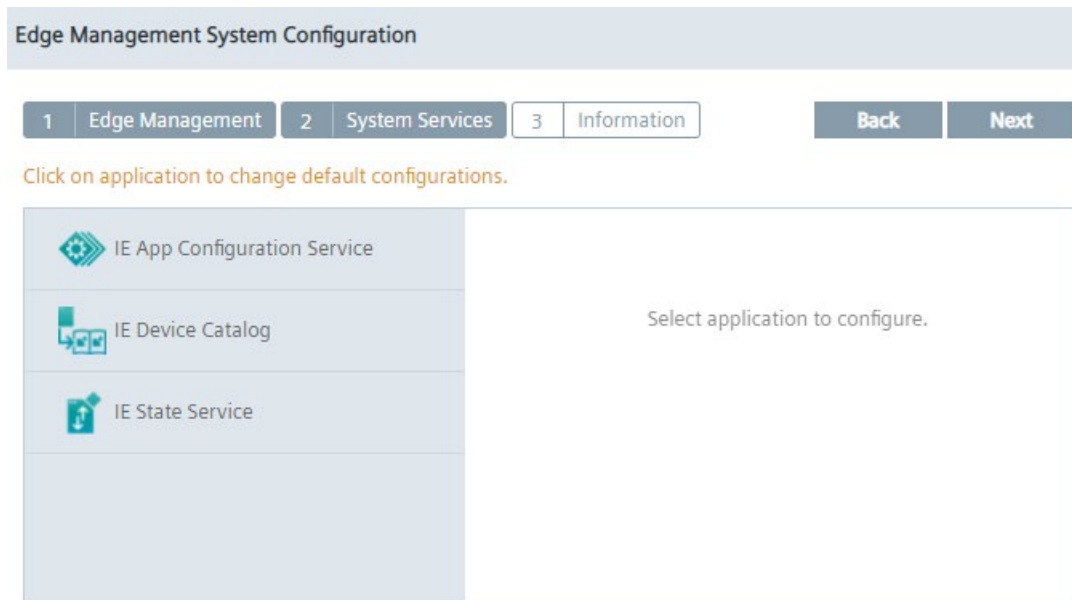 Edge Management System Configuration
1 Edge Management 2 System Services 3 Information Back Next
Click on application to change default configurations.
IE App Configuration Service
IE Device Catalog
Select application to configure.
IE State Service